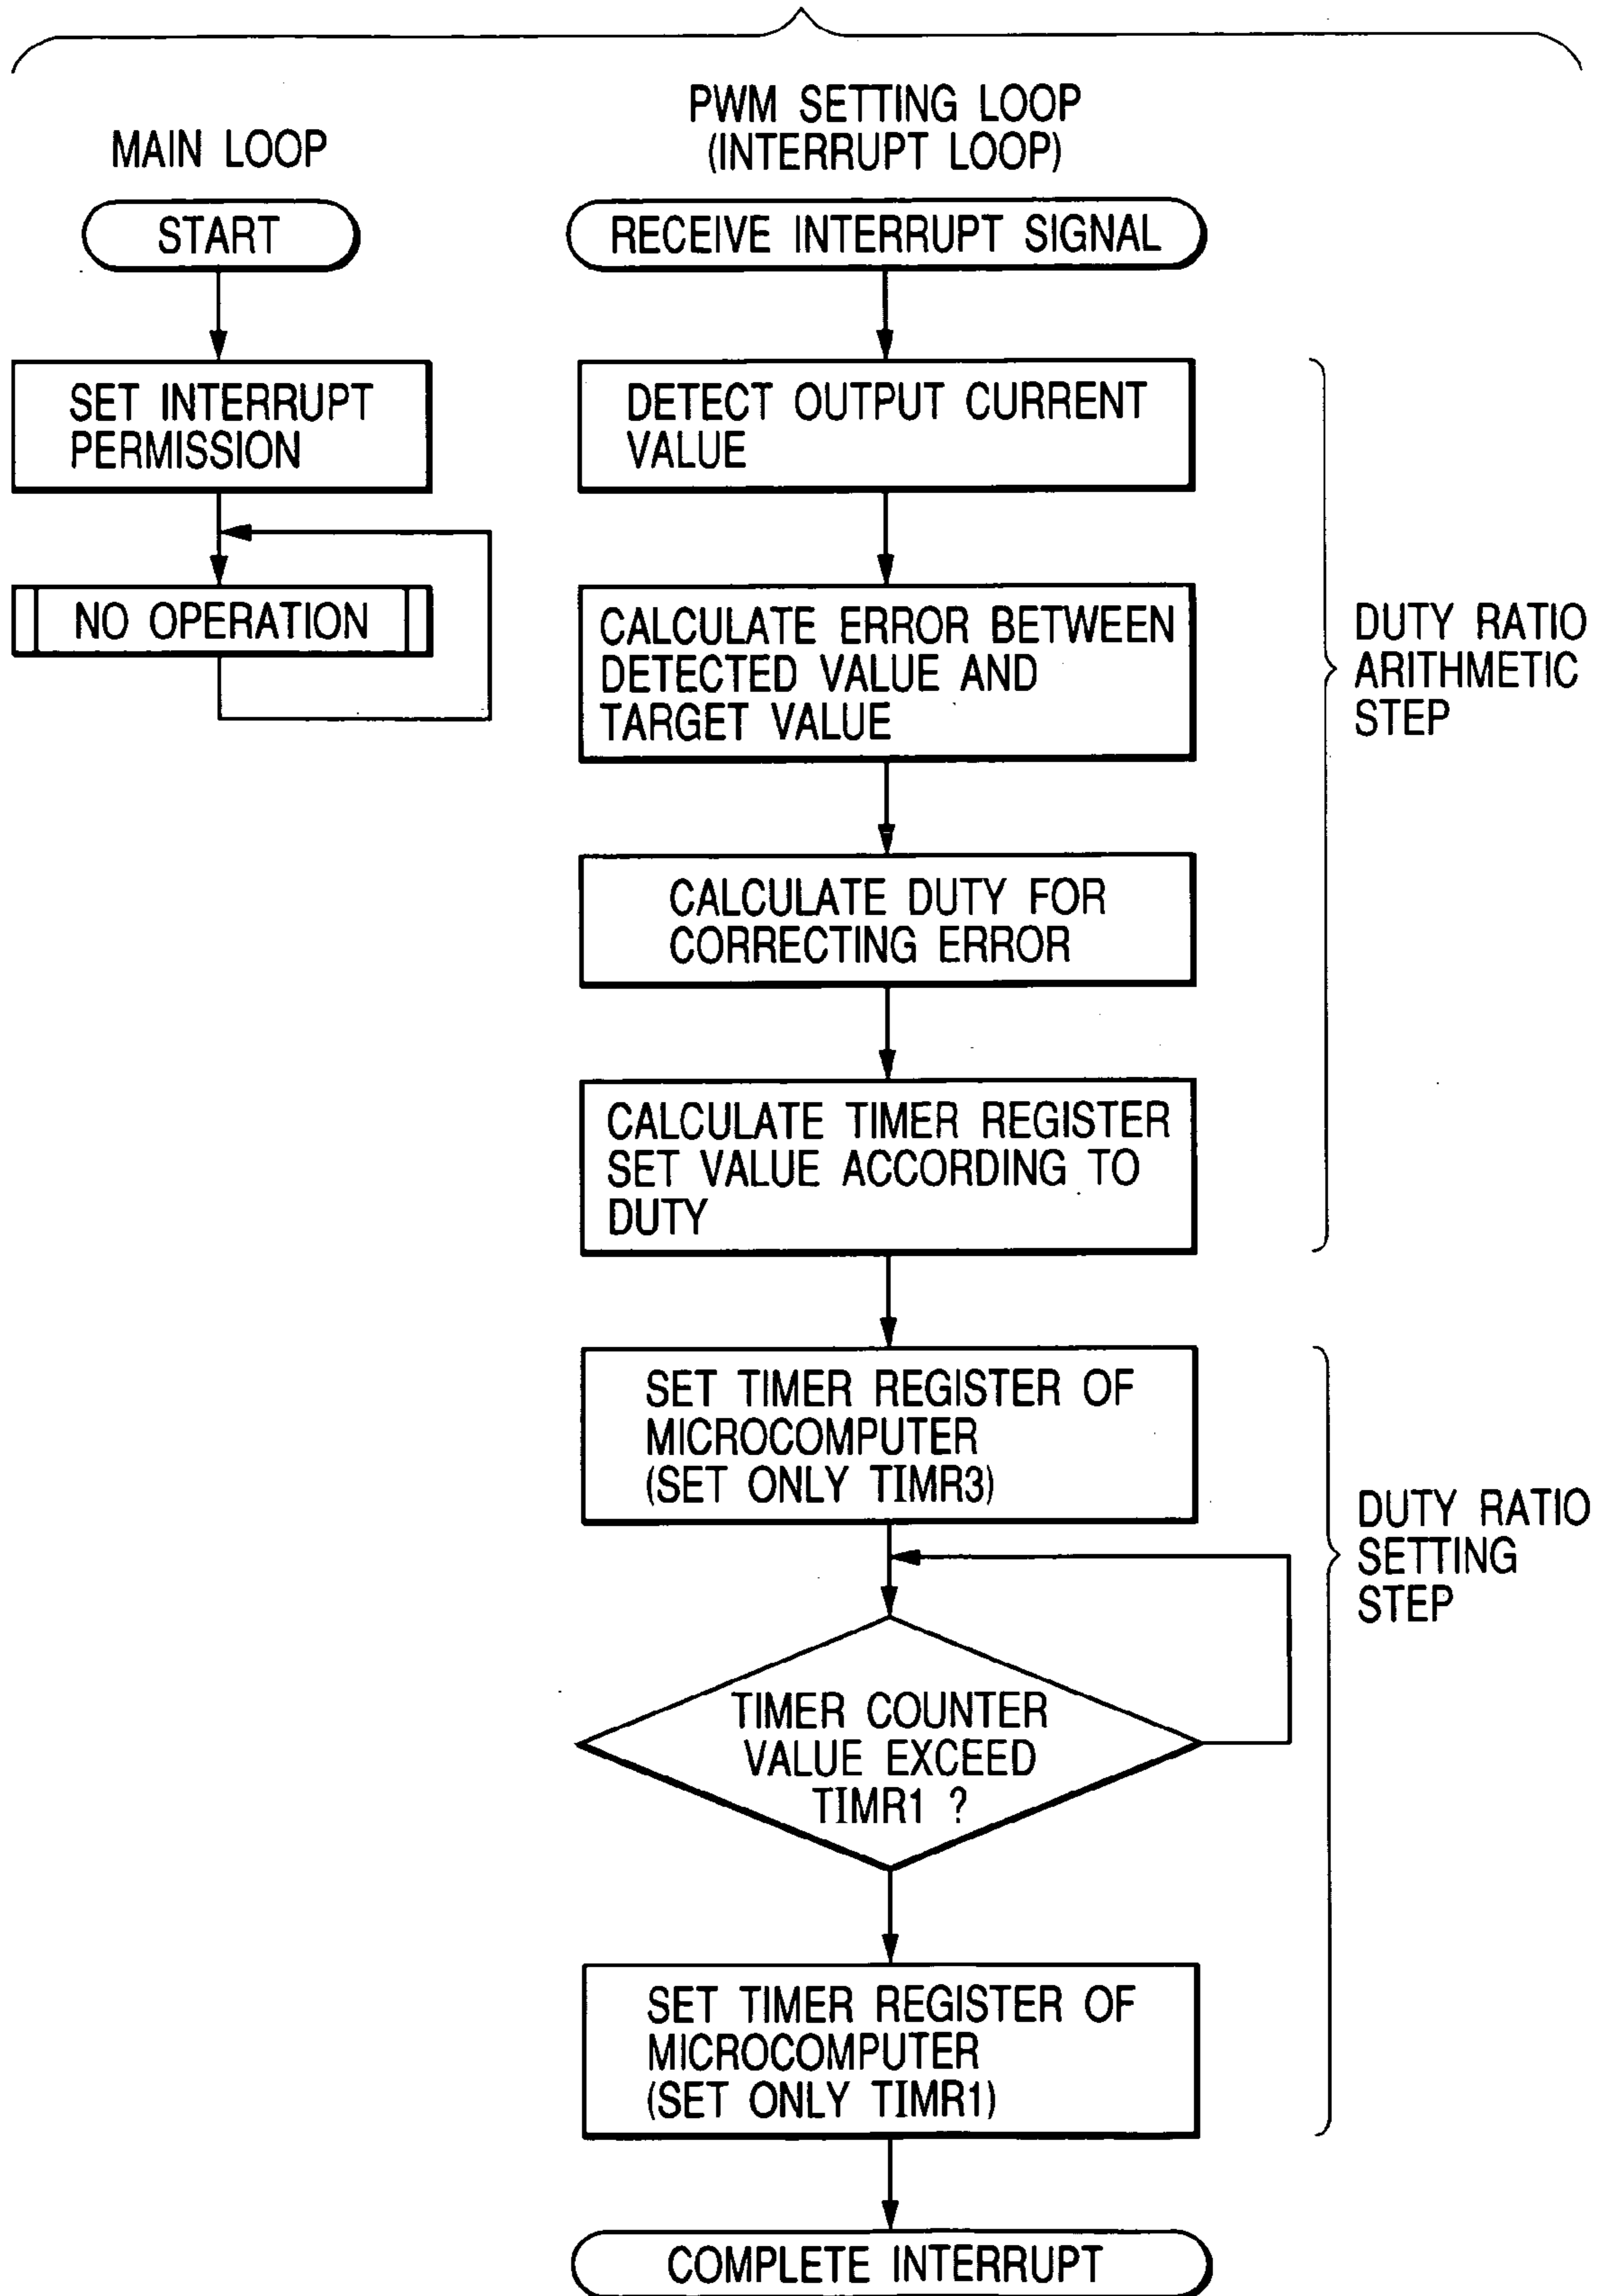 MAIN LOOP
START
SET INTERRUPT
PERMISSION
NO OPERATION
PWM SETTING LOOP
(INTERRUPT LOOP)
RECEIVE INTERRUPT SIGNAL
DETECT OUTPUT CURRENT
VALUE
CALCULATE ERROR BETWEEN
DETECTED VALUE AND
TARGET VALUE
CALCULATE DUTY FOR
CORRECTING ERROR
CALCULATE TIMER REGISTER
SET VALUE ACCORDING TO
DUTY
DUTY RATIO
ARITHMETIC
STEP
SET TIMER REGISTER OF
MICROCOMPUTER
(SET ONLY TIMR3)
TIMER COUNTER
VALUE EXCEED
TIMR1 ?
SET TIMER REGISTER OF
MICROCOMPUTER
(SET ONLY TIMR1)
DUTY RATIO
SETTING
STEP
COMPLETE INTERRUPT